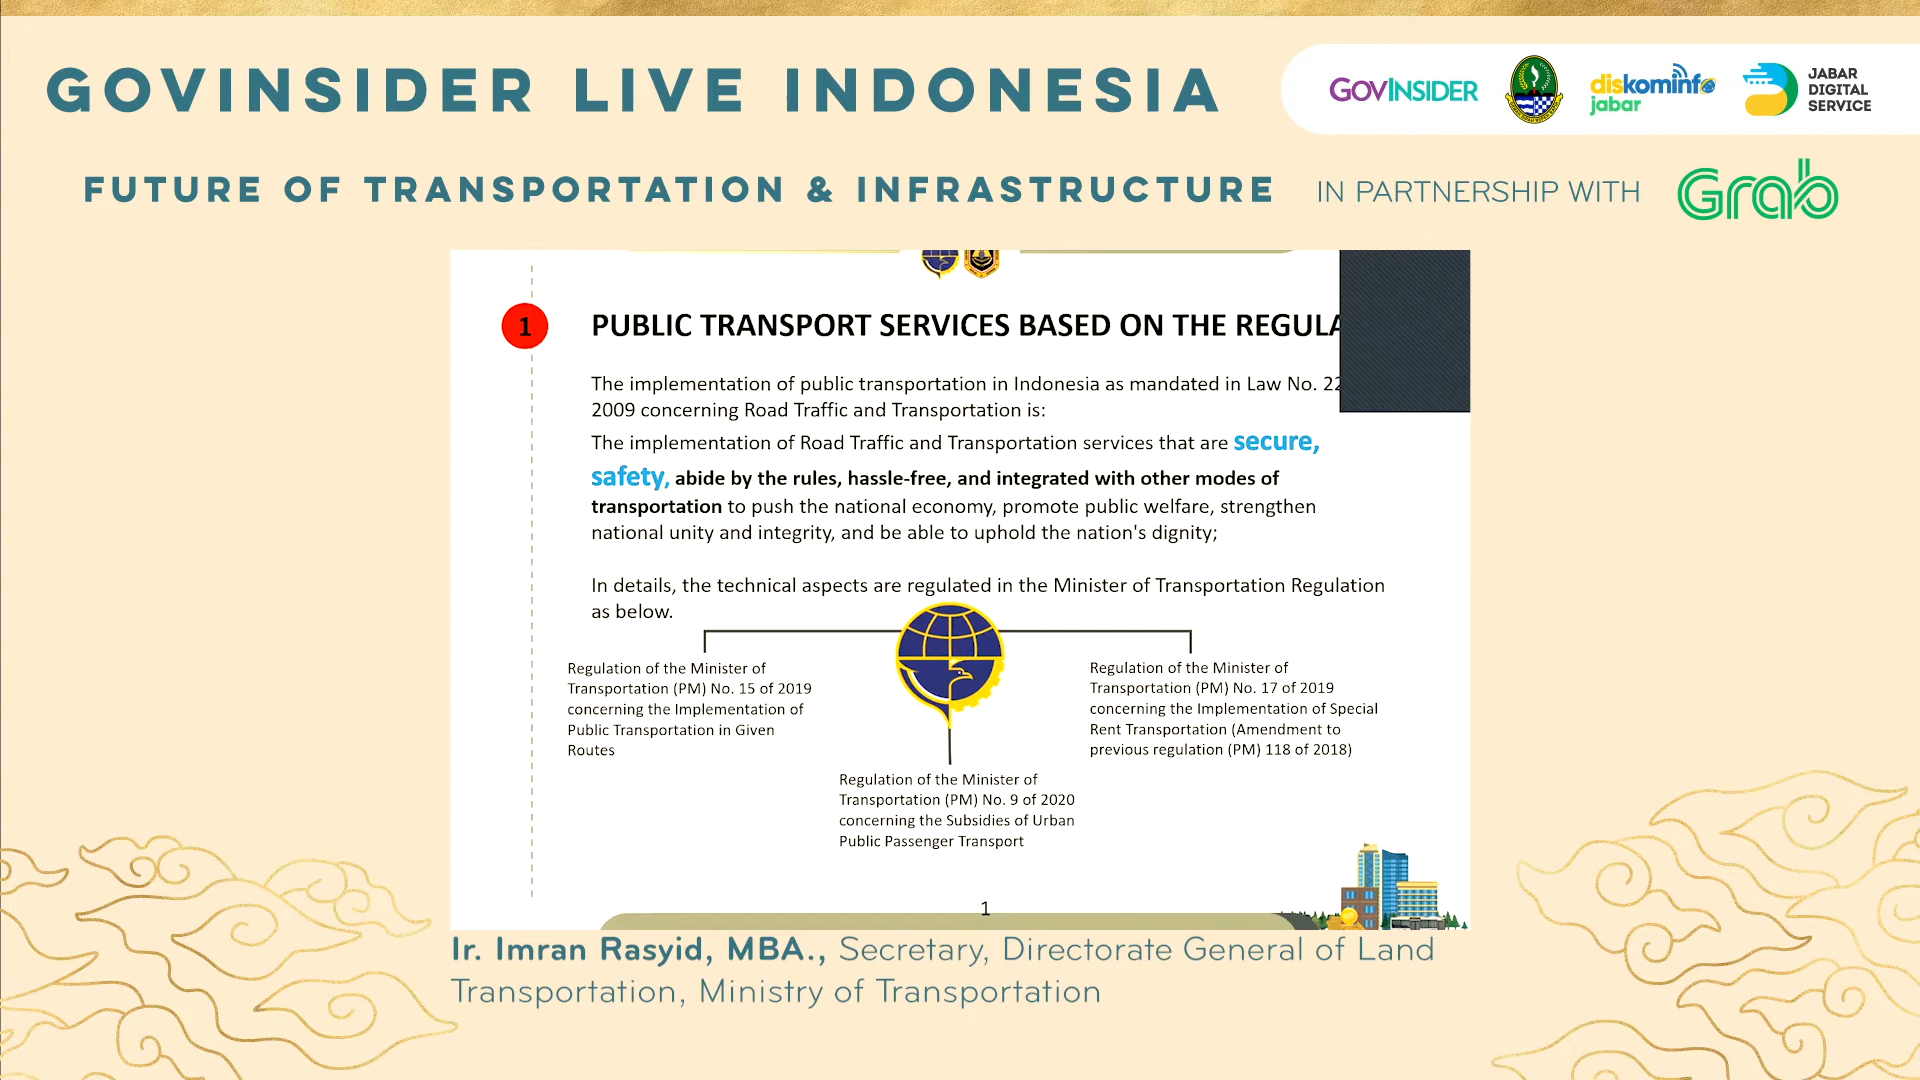 GOVINSIDER LIVE INDONESIA
GOVINSIDER
diskominfo
jabar
JABAR
DIGITAL
SERVICE
FUTURE OF TRANSPORTATION & INFRASTRUCTURE
IN PARTNERSHIP WITH
Grab
1
PUBLIC TRANSPORT SERVICES BASED ON THE
The implementation of public transportation in Indonesia as mandated in Law No. 22
2009 concerning Road Traffic and Transportation is:
The implementation of Road Traffic and Transportation services that are secure,
safety, abide by the rules, hassle-free, and integrated with other modes of
transportation to push the national economy, promote public welfare, strengthen
national unity and integrity, and be able to uphold the nation's dignity;
In details, the technical aspects are regulated in the Minister of Transportation Regulation
as below.
Regulation of the Minister of
Transportation (PM) No. 15 of 2019
concerning the Implementation of
Public Transportation in Given
Routes
Regulation of the Minister of
Transportation (PM) No. 9 of 2020
concerning the Subsidies of Urban
Public Passenger Transport
Regulation of the Minister of
Transportation (PM) No. 17 of 2019
concerning the Implementation of Special
Rent Transportation (Amendment to
previous regulation (PM) 118 of 2018)
1
Ir. Imran Rasyid, MBA., Secretary, Directorate General of Land
Transportation, Ministry of Transportation